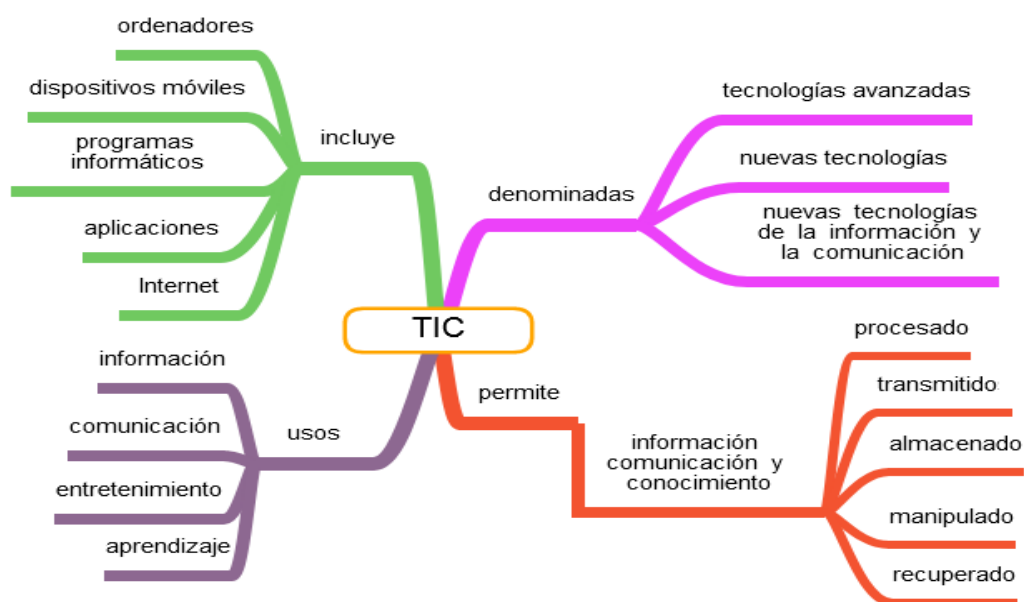 ordenadores
dispositivos móviles
programas
informáticos
aplicaciones
Internet
incluye
denominadas
tecnologías avanzadas
nuevas tecnologías
nuevas tecnologías
de la información y
la comunicación
TIC
información
comunicación
entretenimiento
aprendizaje
usos
permite
información
comunicación y
conocimiento
procesado
transmitido
almacenado
manipulado
recuperado